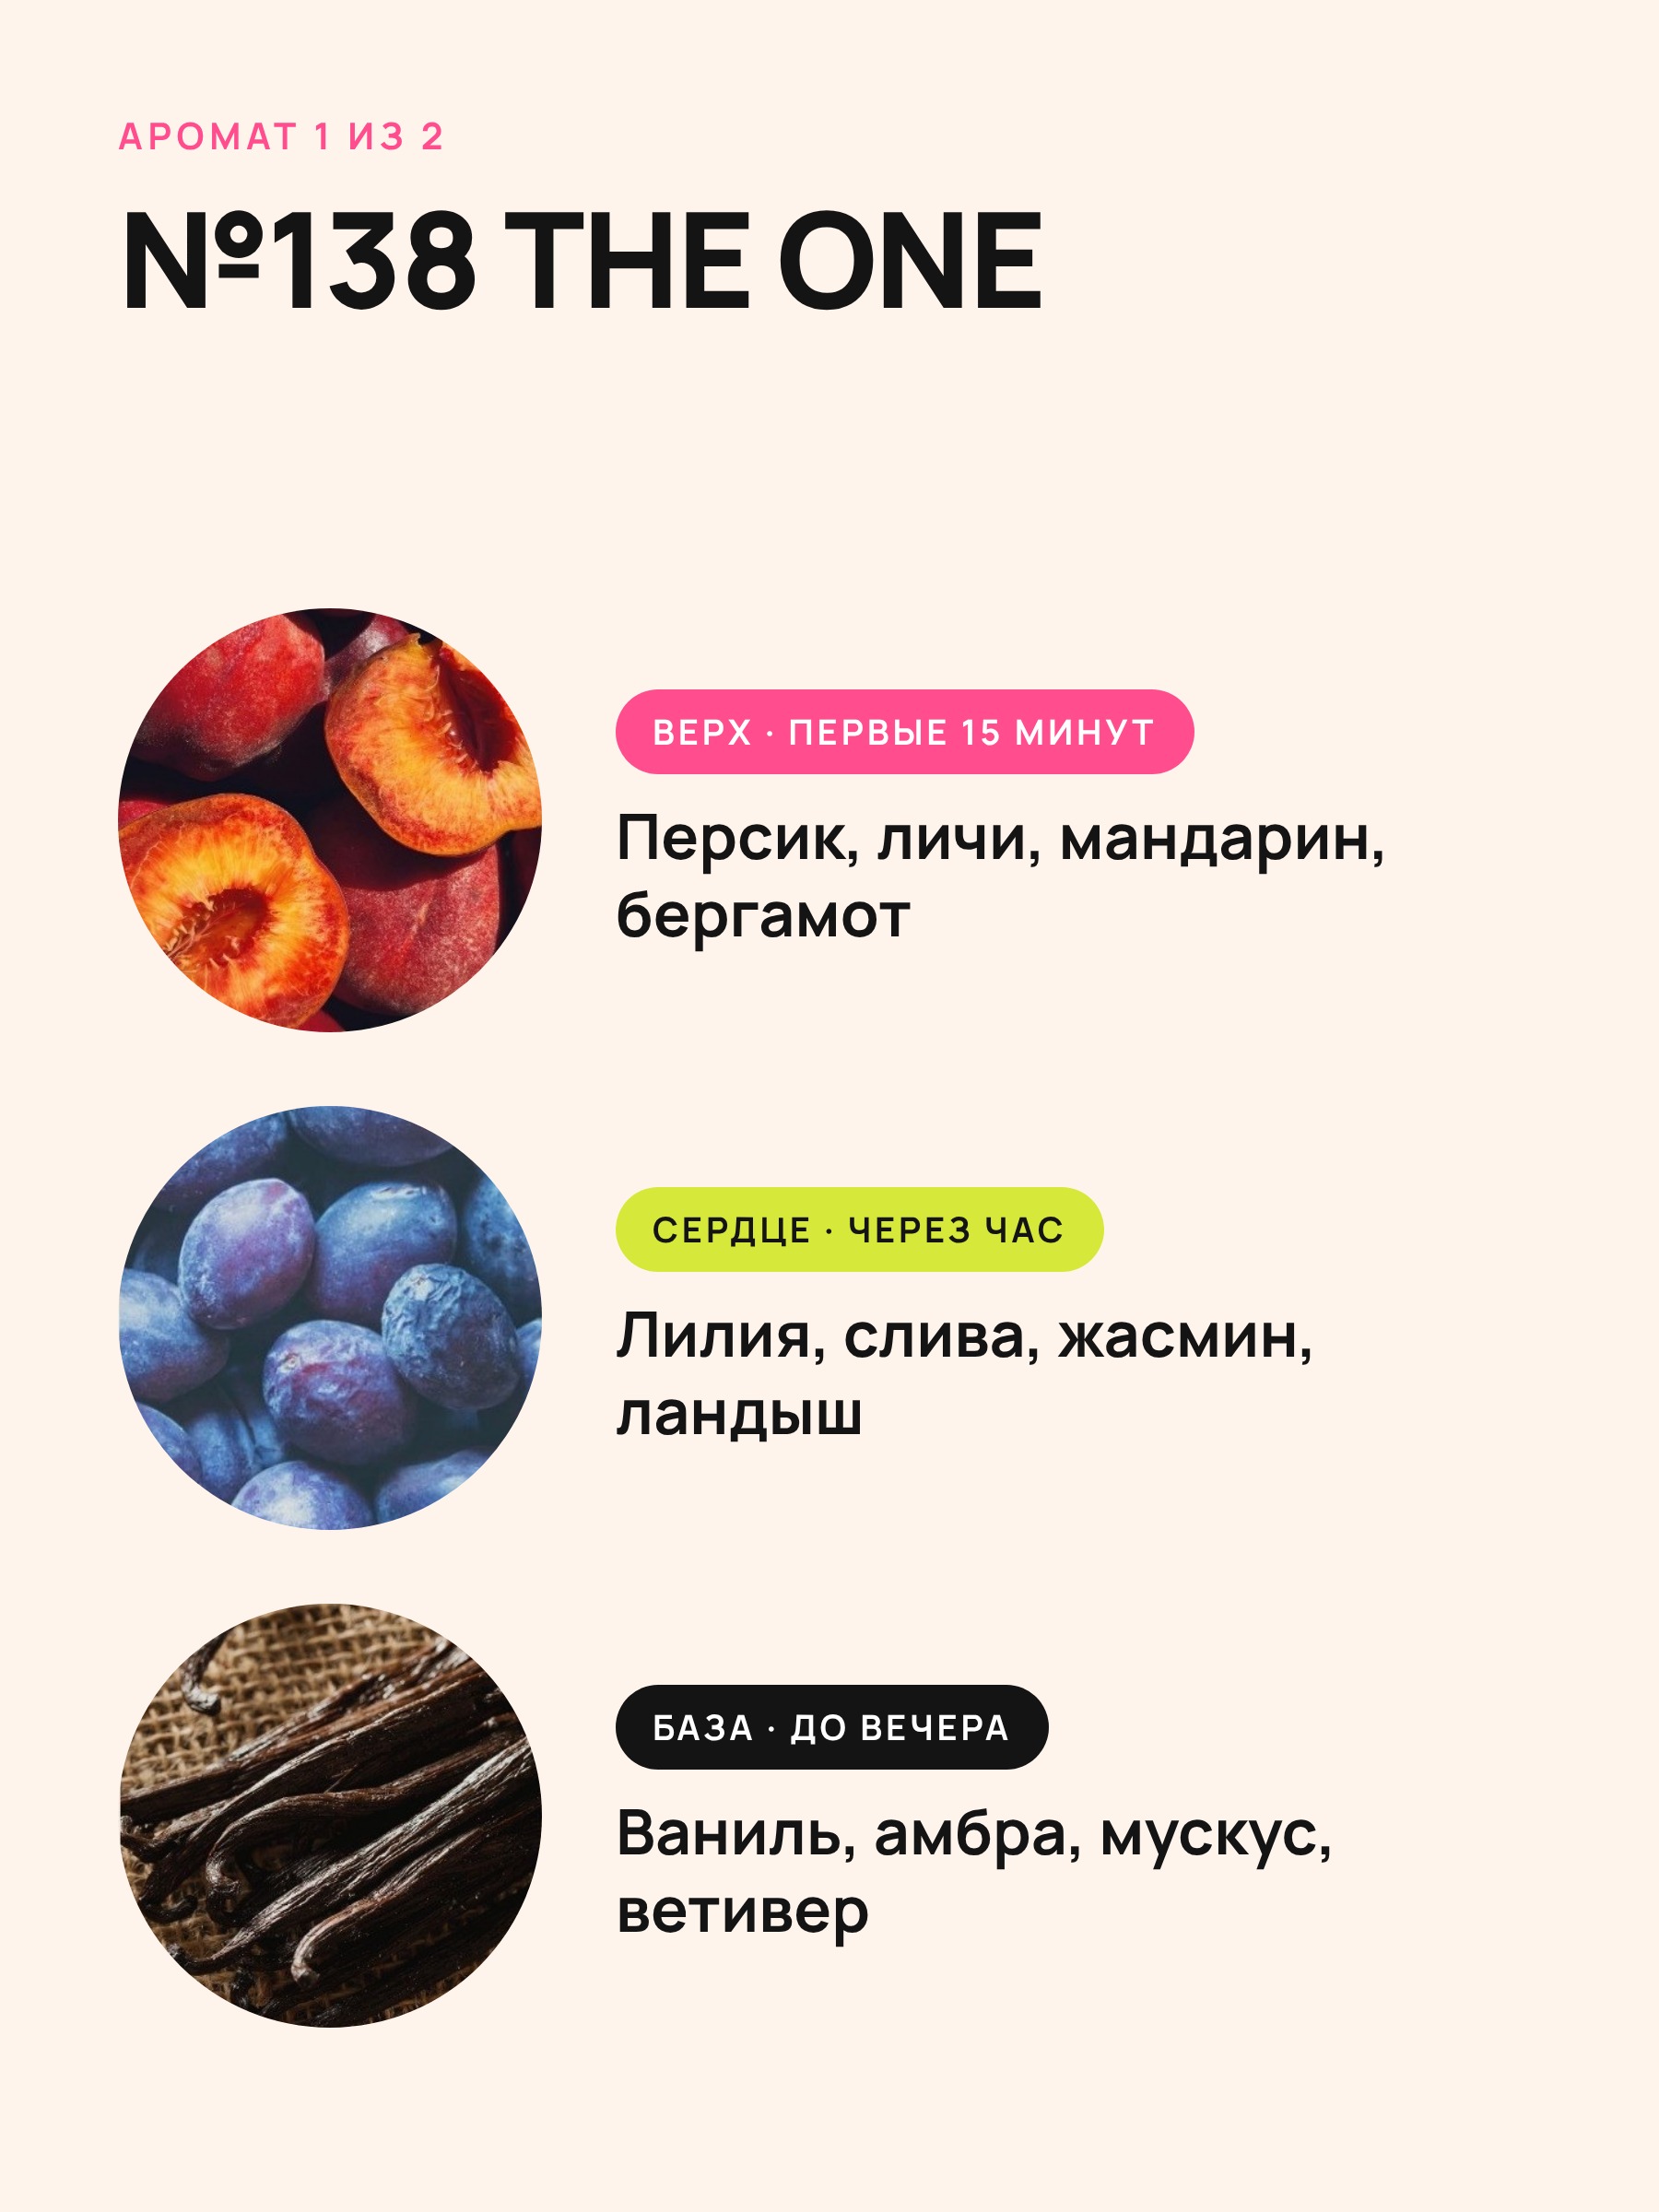 АРОМАТ 1 ИЗ 2
№138 THE ONE
ВЕРХ · ПЕРВЫЕ 15 МИНУТ
Персик, личи, мандарин,
бергамот
СЕРДЦЕ · ЧЕРЕЗ ЧАС
Лилия, слива, жасмин,
ландыш
БАЗА · ДО ВЕЧЕРА
Ваниль, амбра, мускус,
ветивер